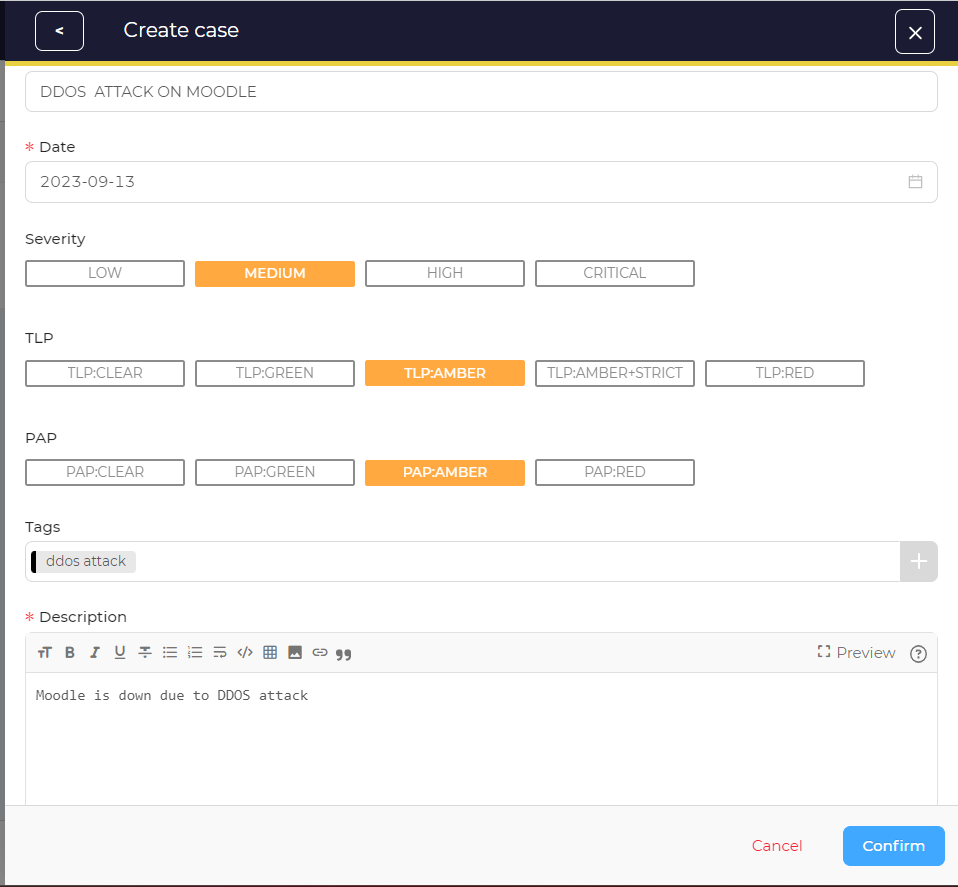 < Create case ×
DDOS  ATTACK ON MOODLE
* Date
2023-09-13
Severity
LOW MEDIUM HIGH CRITICAL
TLP
TLP:CLEAR TLP:GREEN TLP:AMBER TLP:AMBER+STRICT TLP:RED
PAP
PAP:CLEAR PAP:GREEN PAP:AMBER PAP:RED
Tags
ddos attack +
* Description
TT B I U </> Preview ?
Moodle is down due to DDOS attack
Cancel Confirm